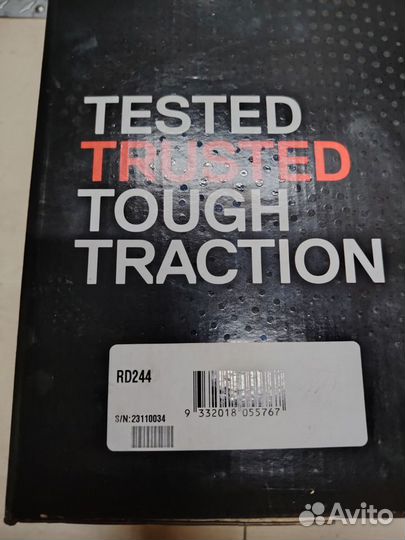 TESTED
TRUSTED
TOUGH
TRACTION
RD244
9 332018 055767
S/N:23110034
Avito